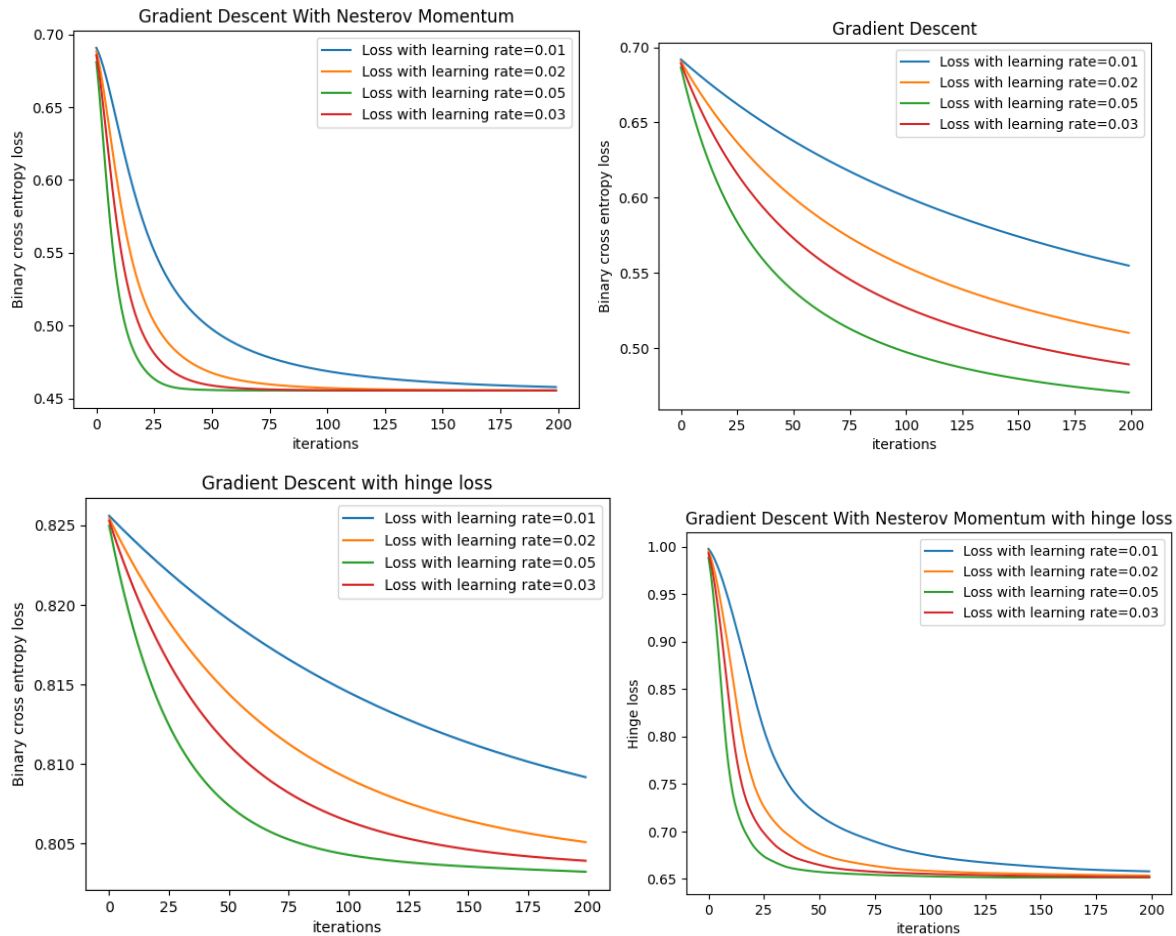 Gradient Descent With Nesterov Momentum
0.70
0.65
0.60
0.55
0.50
0.45
Binary cross entropy loss
Loss with learning rate=0.01
Loss with learning rate=0.02
Loss with learning rate=0.05
Loss with learning rate=0.03
0 25 50 75 100 125 150 175 200
iterations
Gradient Descent
0.70
0.65
0.60
0.55
0.50
Binary cross entropy loss
Loss with learning rate=0.01
Loss with learning rate=0.02
Loss with learning rate=0.05
Loss with learning rate=0.03
0 25 50 75 100 125 150 175 200
iterations
Gradient Descent with hinge loss
0.825
0.820
0.815
0.810
0.805
Binary cross entropy loss
Loss with learning rate=0.01
Loss with learning rate=0.02
Loss with learning rate=0.05
Loss with learning rate=0.03
0 25 50 75 100 125 150 175 200
iterations
Gradient Descent With Nesterov Momentum with hinge loss
1.00
0.95
0.90
0.85
0.80
0.75
0.70
0.65
Hinge loss
Loss with learning rate=0.01
Loss with learning rate=0.02
Loss with learning rate=0.05
Loss with learning rate=0.03
0 25 50 75 100 125 150 175 200
iterations